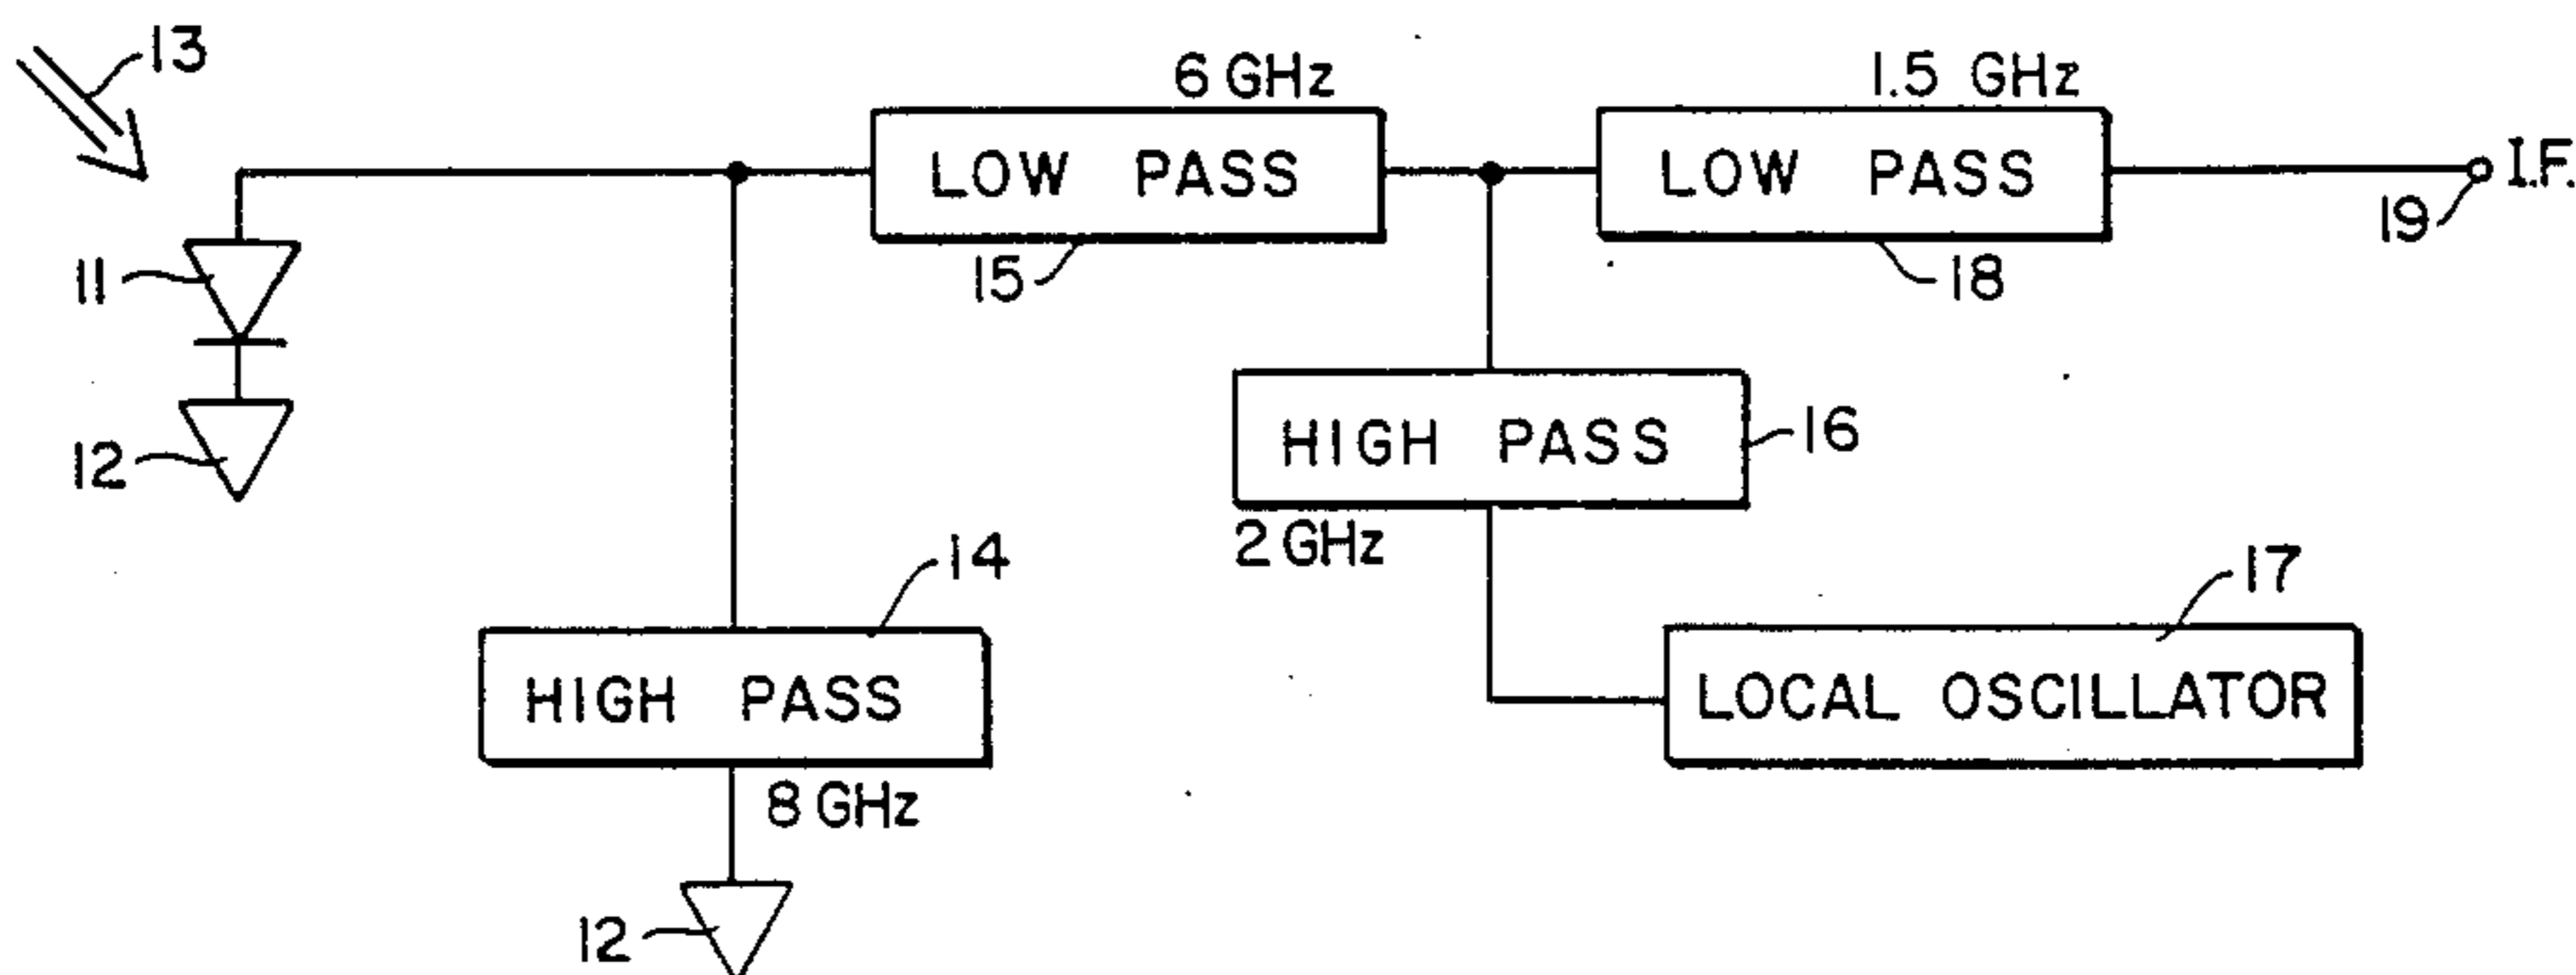 13
6 GHz
1.5 GHz
LOW PASS
LOW PASS
I.F.
19
11
15
18
12
HIGH PASS
16
2 GHz
14
17
HIGH PASS
LOCAL OSCILLATOR
8 GHz
12